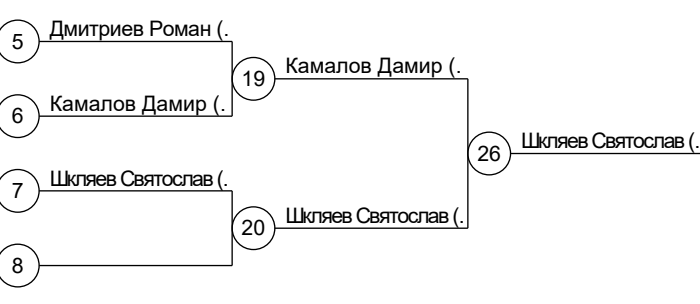 5 Дмитриев Роман (.
19 Камалов Дамир (.
6 Камалов Дамир (.
26 Шкляев Святослав (.
7 Шкляев Святослав (.
20 Шкляев Святослав (.
8